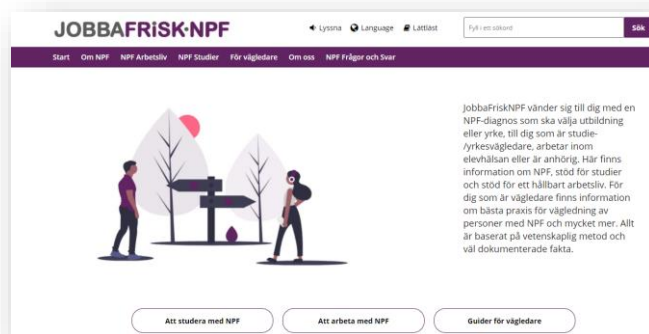 JOBBAFRiSK·NPF
Lyssna Language Lättläst
Fyll i ett sökord
Sök
Start Om NPF NPF Arbetsliv NPF Studier För vägledare Om oss NPF Frågor och Svar
JobbaFriskNPF vänder sig till dig med en
NPF-diagnos som ska välja utbildning
eller yrke, till dig som är studie-
/yrkesvägledare, arbetar inom
elevhälsan eller är anhörig. Här finns
information om NPF, stöd för studier
och stöd för ett hållbart arbetsliv. För
dig som är vägledare finns information
om bästa praxis för vägledning av
personer med NPF och mycket mer. Allt
är baserat på vetenskaplig metod och
väl dokumenterade fakta.
Att studera med NPF Att arbeta med NPF Guider för vägledare